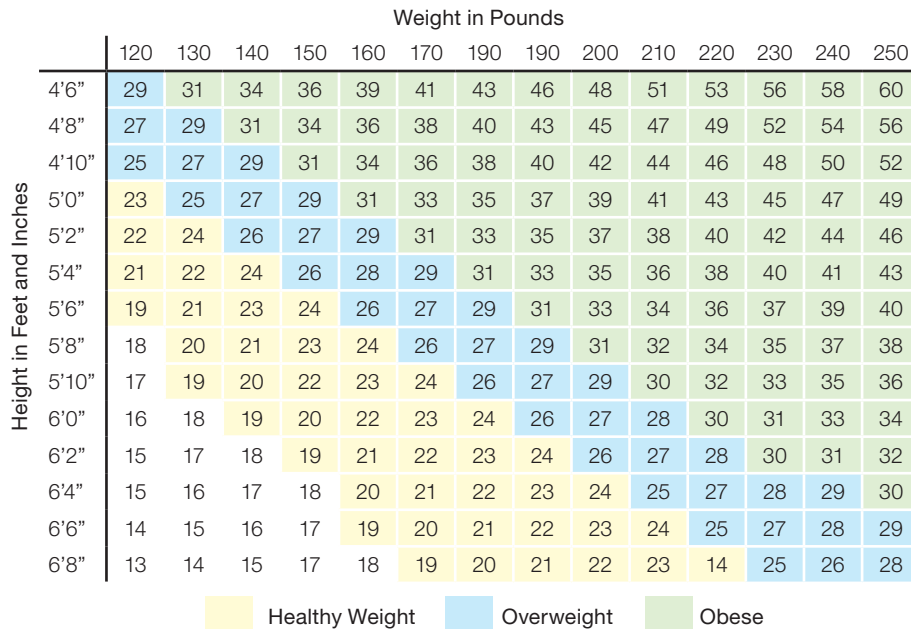 Weight in Pounds
120 130 140 150 160 170 190 190 200 210 220 230 240 250
4’6” 29 31 34 36 39 41 43 46 48 51 53 56 58 60
4’8” 27 29 31 34 36 38 40 43 45 47 49 52 54 56
4’10” 25 27 29 31 34 36 38 40 42 44 46 48 50 52
5’0” 23 25 27 29 31 33 35 37 39 41 43 45 47 49
5’2” 22 24 26 27 29 31 33 35 37 38 40 42 44 46
5’4” 21 22 24 26 28 29 31 33 35 36 38 40 41 43
5’6” 19 21 23 24 26 27 29 31 33 34 36 37 39 40
5’8” 18 20 21 23 24 26 27 29 31 32 34 35 37 38
5’10” 17 19 20 22 23 24 26 27 29 30 32 33 35 36
6’0” 16 18 19 20 22 23 24 26 27 28 30 31 33 34
6’2” 15 17 18 19 21 22 23 24 26 27 28 30 31 32
6’4” 15 16 17 18 20 21 22 23 24 25 27 28 29 30
6’6” 14 15 16 17 19 20 21 22 23 24 25 27 28 29
6’8” 13 14 15 17 18 19 20 21 22 23 14 25 26 28
Height in Feet and Inches
Healthy Weight Overweight Obese